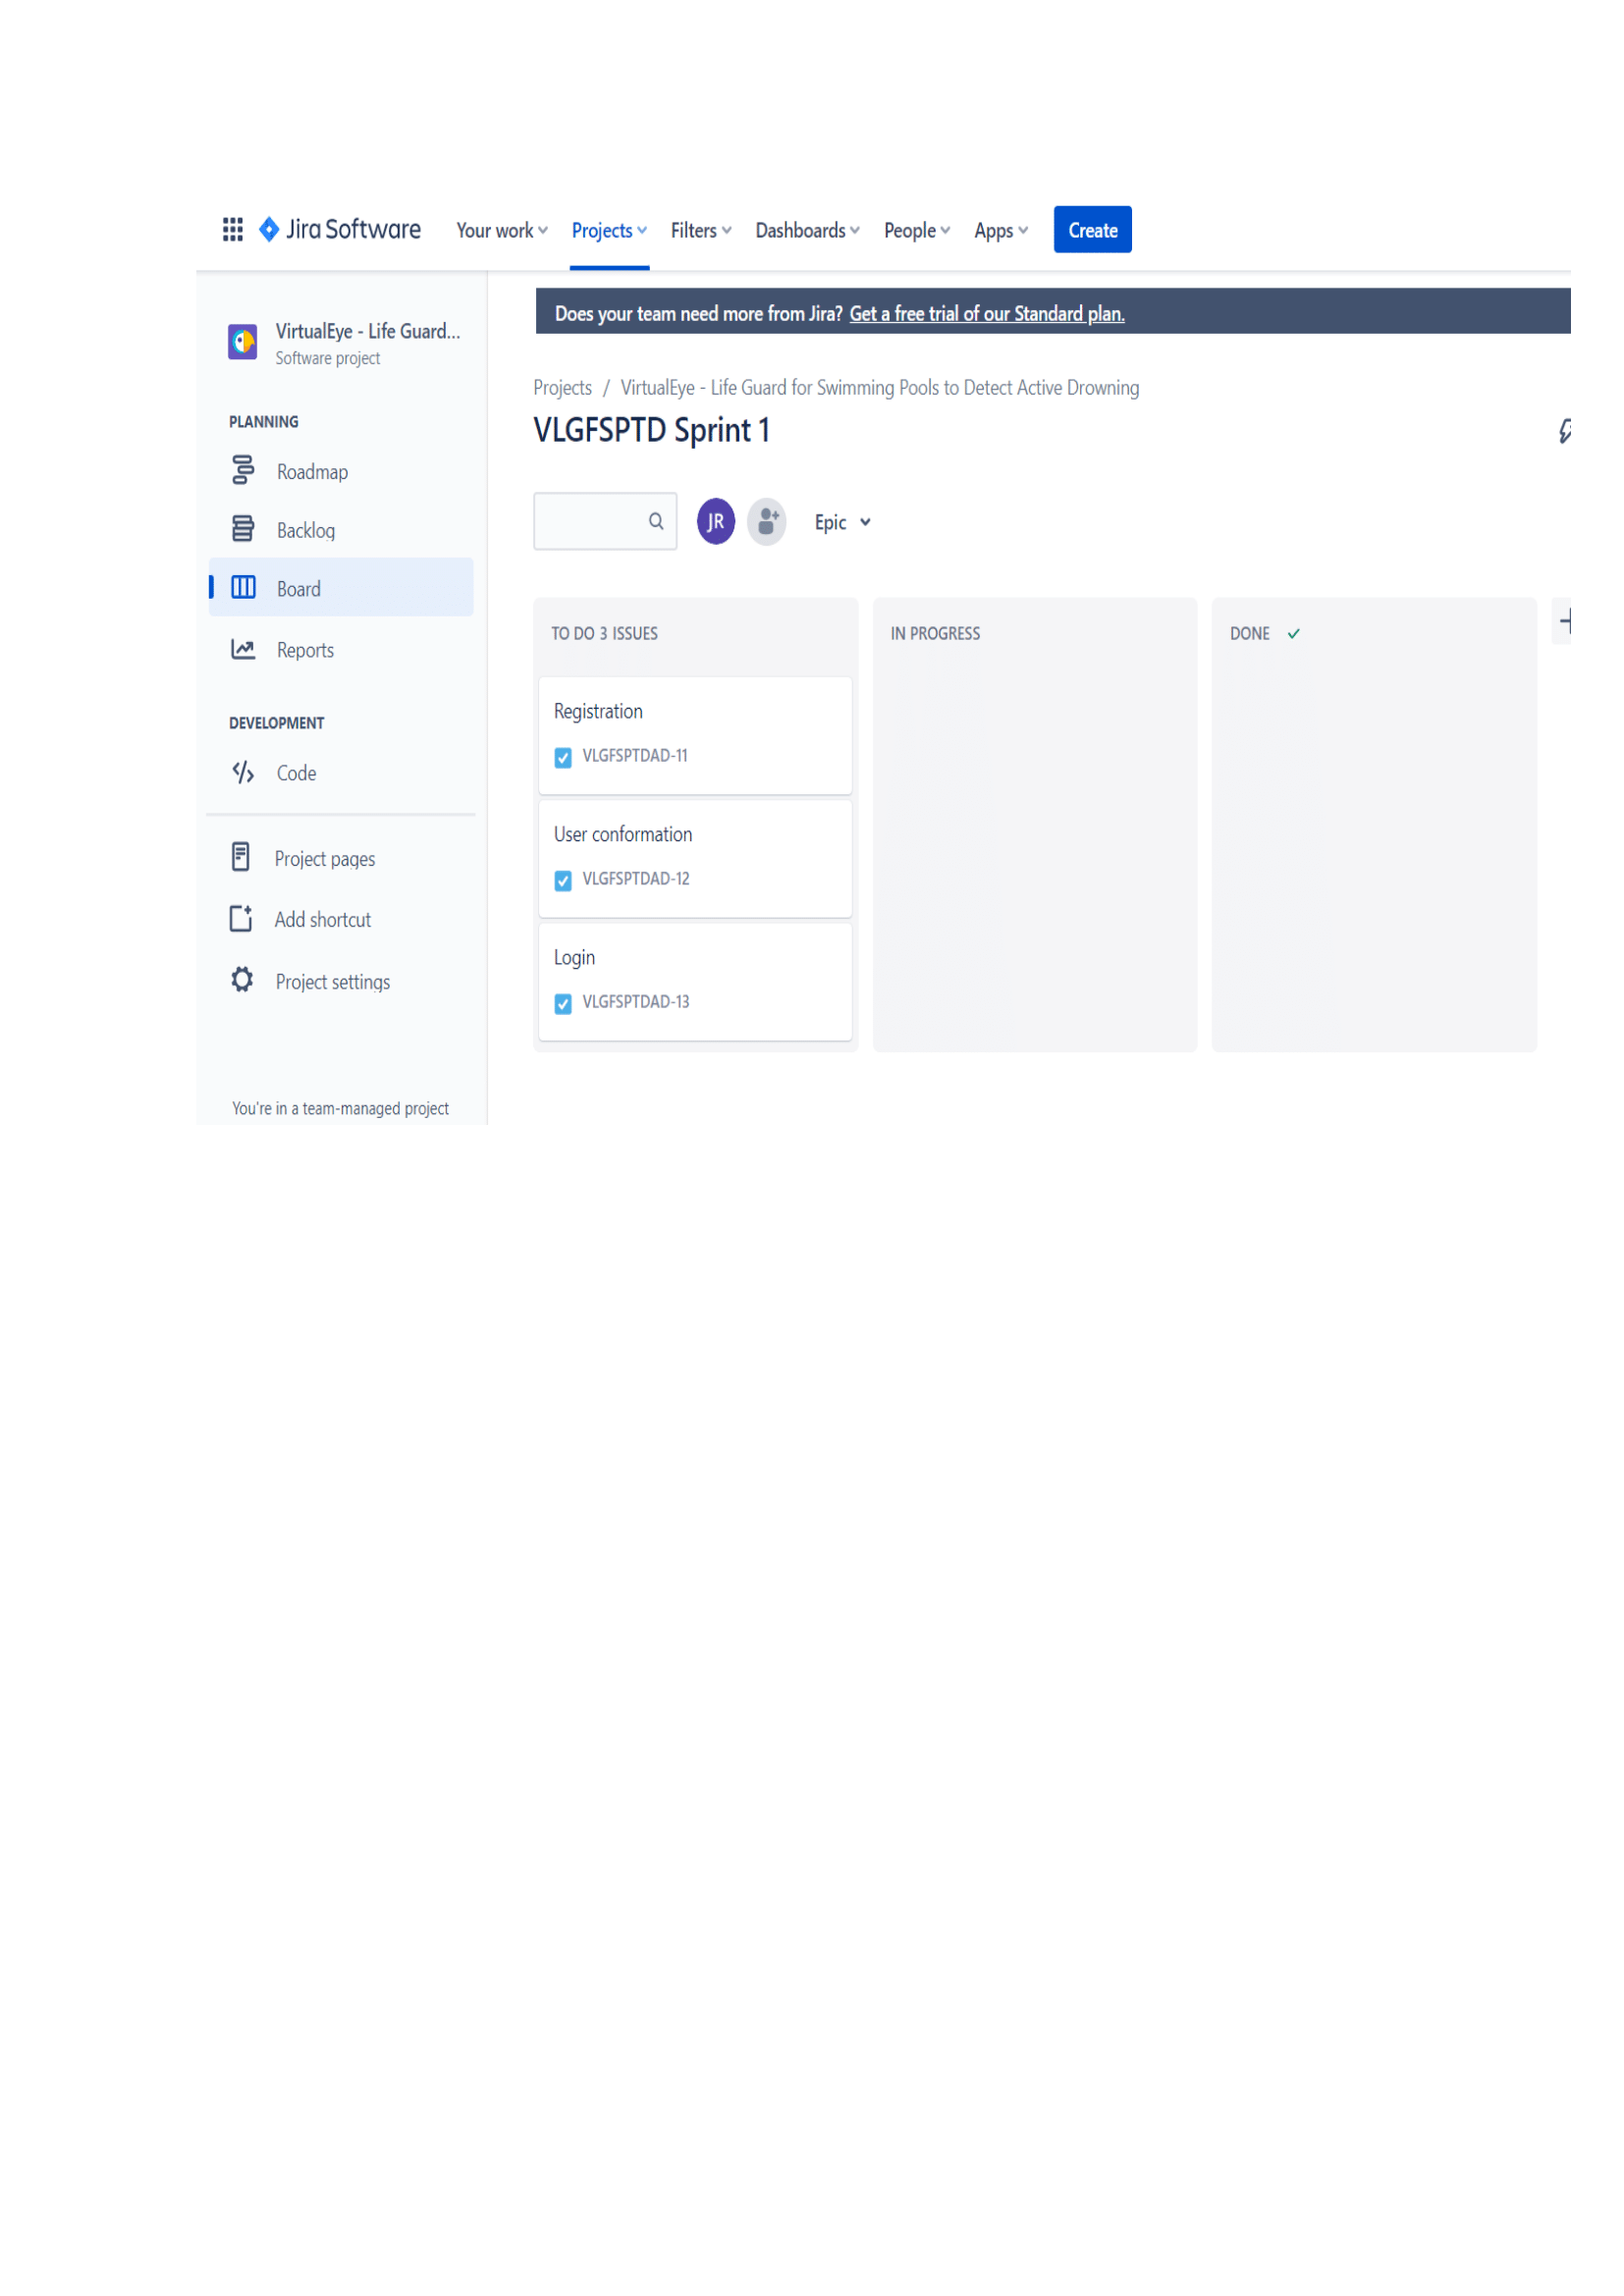 Jira Software Your work Projects Filters Dashboards People Apps Create
VirtualEye - Life Guard...
Software project
PLANNING
Roadmap
Backlog
Board
Reports
DEVELOPMENT
Code
Project pages
Add shortcut
Project settings
You're in a team-managed project
Does your team need more from Jira? Get a free trial of our Standard plan.
Projects / VirtualEye - Life Guard for Swimming Pools to Detect Active Drowning
VLGFSPTD Sprint 1
JR Epic
TO DO 3 ISSUES
Registration
VLGFSPTDAD-11
User conformation
VLGFSPTDAD-12
Login
VLGFSPTDAD-13
IN PROGRESS
DONE